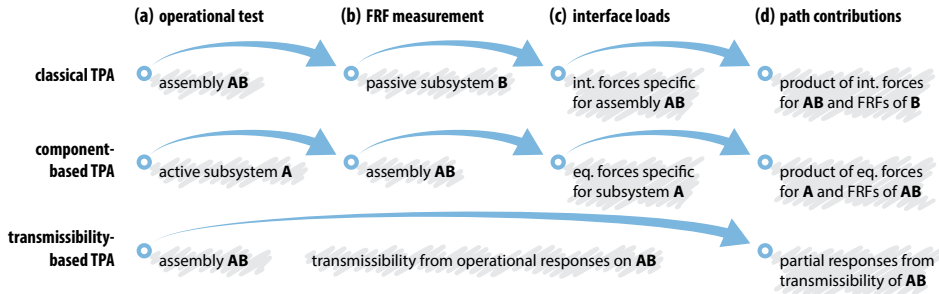 (a) operational test (b) FRF measurement (c) interface loads (d) path contributions
classical TPA
assembly AB
passive subsystem B
int. forces specific
for assembly AB
product of int. forces
for AB and FRFs of B
component-
based TPA
active subsystem A
assembly AB
eq. forces specific
for subsystem A
product of eq. forces
for A and FRFs of AB
transmissibility-
based TPA
assembly AB
transmissibility from operational responses on AB
partial responses from
transmissibility of AB